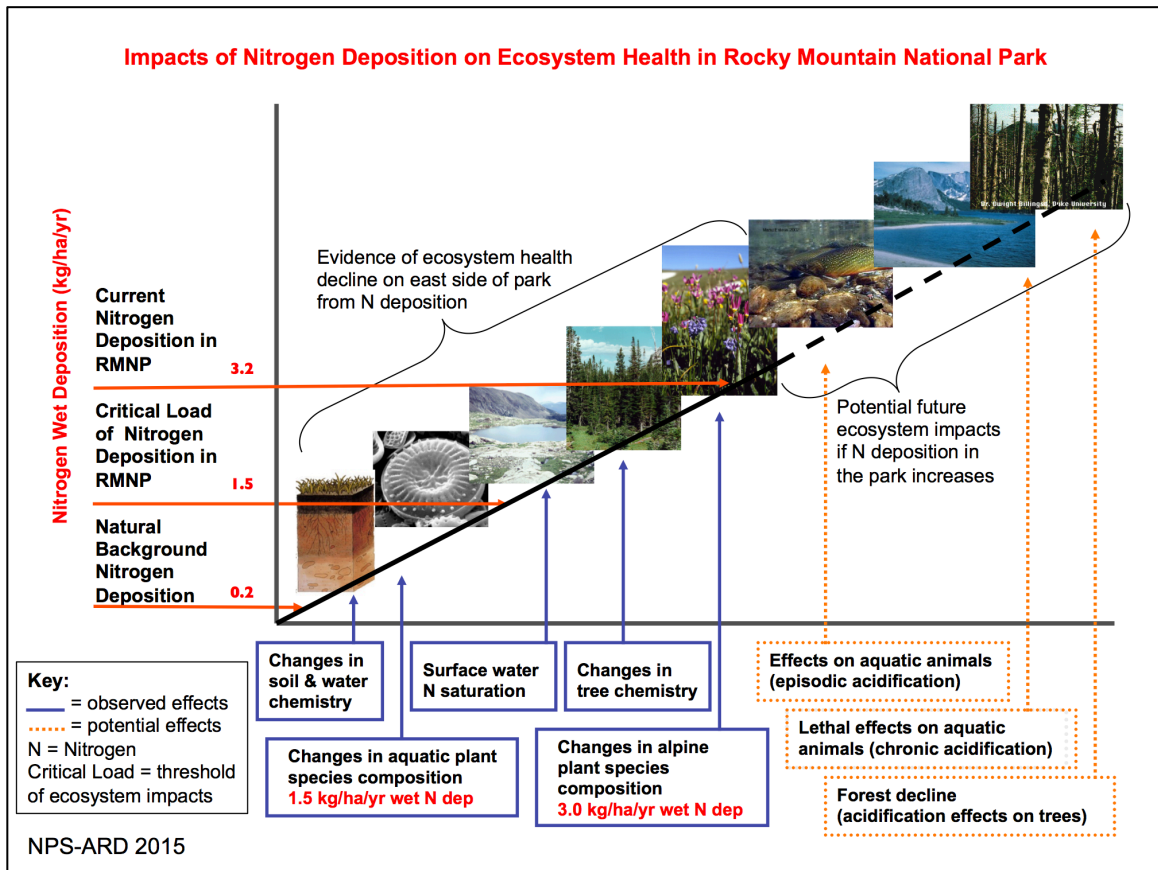 Impacts of Nitrogen Deposition on Ecosystem Health in Rocky Mountain National Park
Nitrogen Wet Deposition (kg/ha/yr)
Current
Nitrogen
Deposition in
RMNP
3.2
Critical Load
of Nitrogen
Deposition in
RMNP
1.5
Natural
Background
Nitrogen
Deposition
0.2
Evidence of ecosystem health
decline on east side of park
from N deposition
Dr. Dwight Billings, Duke University
Potential future
ecosystem impacts
if N deposition in
the park increases
Changes in
soil & water
chemistry
Surface water
N saturation
Changes in
tree chemistry
Effects on aquatic animals
(episodic acidification)
Changes in aquatic plant
species composition
1.5 kg/ha/yr wet N dep
Changes in alpine
plant species
composition
3.0 kg/ha/yr wet N dep
Lethal effects on aquatic
animals (chronic acidification)
Forest decline
(acidification effects on trees)
Key:
= observed effects
= potential effects
N = Nitrogen
Critical Load = threshold
of ecosystem impacts
NPS-ARD 2015